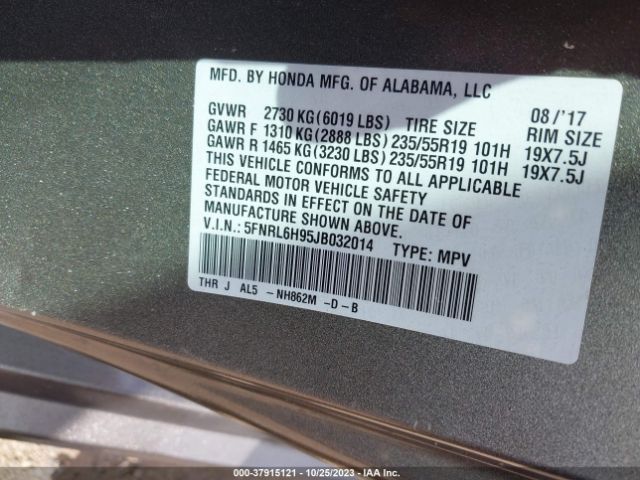 MFD. BY HONDA MFG. OF ALABAMA, LLC
08/'17
GVWR 2730 KG(6019 LBS) TIRE SIZE RIM SIZE
GAWR F 1310 KG(2888 LBS) 235/55R19 101H 19X7.5J
GAWR R 1465 KG(3230 LBS) 235/55R19 101H 19X7.5J
THIS VEHICLE CONFORMS TO ALL APPLICABLE
FEDERAL MOTOR VEHICLE SAFETY
STANDARDS IN EFFECT ON THE DATE OF
MANUFACTURE SHOWN ABOVE.
V.I.N.: 5FNRL6H95JB032014 TYPE: MPV
THR J AL5 -NH862M -D-B
000-37915121 - 10/25/2023 - IAA Inc.